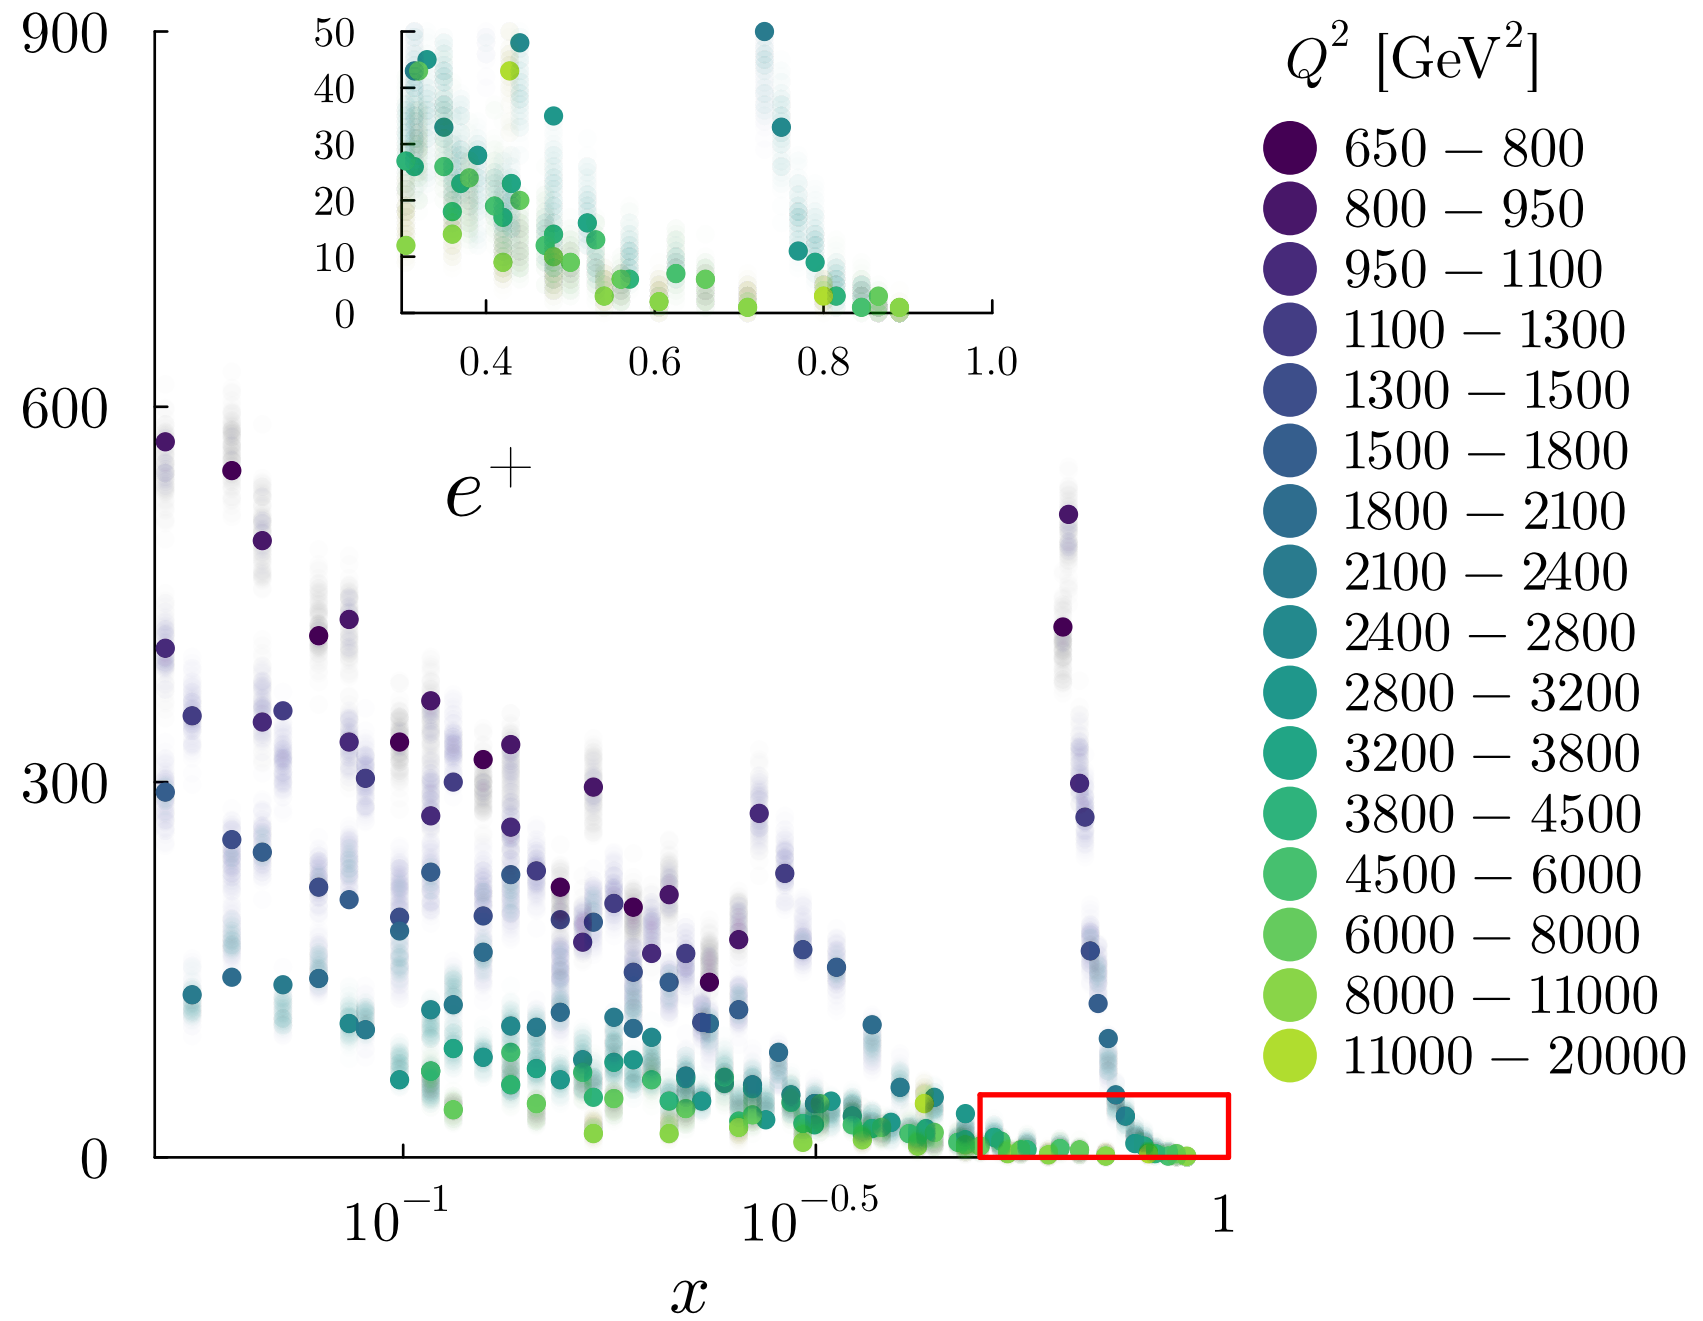 900
600
300
0
50
40
30
20
10
0
0.4 0.6 0.8 1.0
e⁺
10⁻¹ 10⁻⁰·⁵ 1
x
Q² [GeV²]
650 – 800
800 – 950
950 – 1100
1100 – 1300
1300 – 1500
1500 – 1800
1800 – 2100
2100 – 2400
2400 – 2800
2800 – 3200
3200 – 3800
3800 – 4500
4500 – 6000
6000 – 8000
8000 – 11000
11000 – 20000